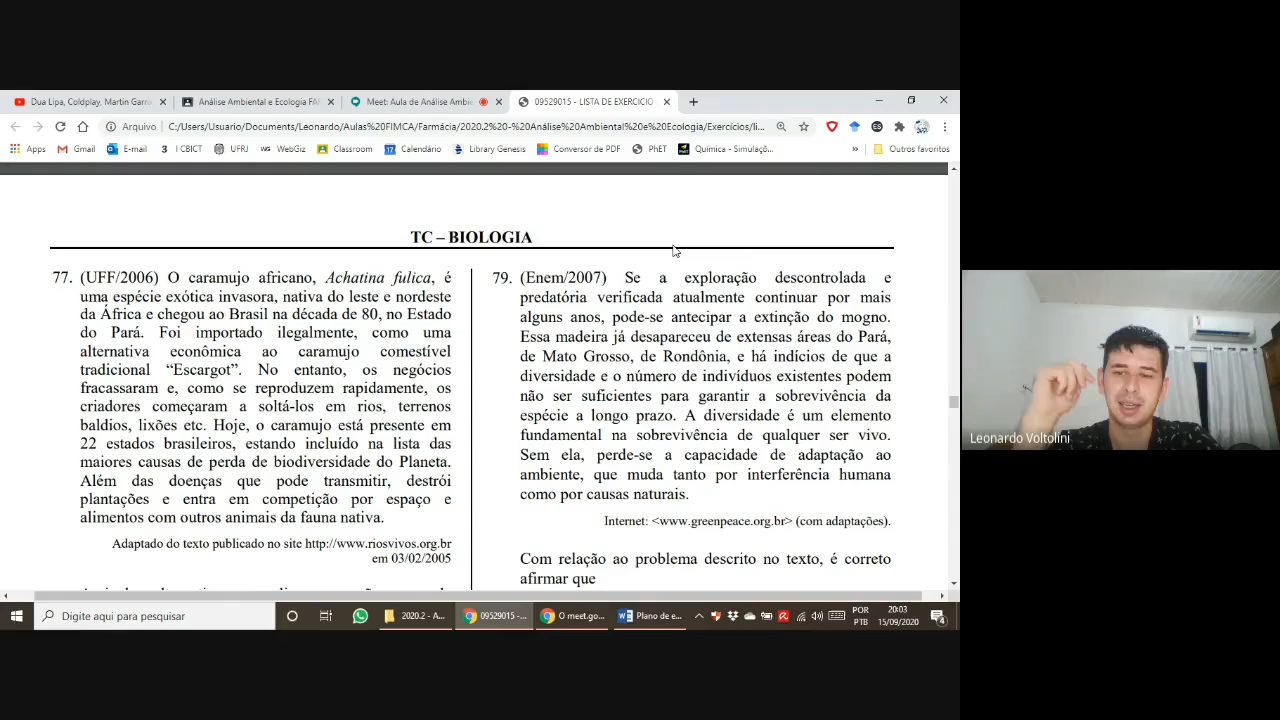 Dua Lipa, Coldplay, Martin Garri
Análise Ambiental e Ecologia FAR
Meet: Aula de Análise Ambie
09529015 - LISTA DE EXERCICIO
Arquivo
C:/Users/Usuario/Documents/Leonardo/Aulas%20FIMCA/Farmácia/2020.2%20-%20Análise%20Ambiental%20e%20Ecologia/Exercícios/li...
Apps
Gmail
E-mail
I CBICT
UFRJ
WebGiz
Classroom
Calendário
Library Genesis
Conversor de PDF
PhET
Química - Simulaçõ...
Outros favoritos
TC – BIOLOGIA
77. (UFF/2006) O caramujo africano, Achatina fulica, é
uma espécie exótica invasora, nativa do leste e nordeste
da África e chegou ao Brasil na década de 80, no Estado
do Pará. Foi importado ilegalmente, como uma
alternativa econômica ao caramujo comestível
tradicional “Escargot”. No entanto, os negócios
fracassaram e, como se reproduzem rapidamente, os
criadores começaram a soltá-los em rios, terrenos
baldios, lixões etc. Hoje, o caramujo está presente em
22 estados brasileiros, estando incluído na lista das
maiores causas de perda de biodiversidade do Planeta.
Além das doenças que pode transmitir, destrói
plantações e entra em competição por espaço e
alimentos com outros animais da fauna nativa.
Adaptado do texto publicado no site http://www.riosvivos.org.br
em 03/02/2005
79. (Enem/2007) Se a exploração descontrolada e
predatória verificada atualmente continuar por mais
alguns anos, pode-se antecipar a extinção do mogno.
Essa madeira já desapareceu de extensas áreas do Pará,
de Mato Grosso, de Rondônia, e há indícios de que a
diversidade e o número de indivíduos existentes podem
não ser suficientes para garantir a sobrevivência da
espécie a longo prazo. A diversidade é um elemento
fundamental na sobrevivência de qualquer ser vivo.
Sem ela, perde-se a capacidade de adaptação ao
ambiente, que muda tanto por interferência humana
como por causas naturais.
Internet: <www.greenpeace.org.br> (com adaptações).
Com relação ao problema descrito no texto, é correto
afirmar que
Leonardo Voltolini
Digite aqui para pesquisar
2020.2 - A...
09529015 -...
O meet.go...
Plano de e...
POR
PTB
20:03
15/09/2020
4